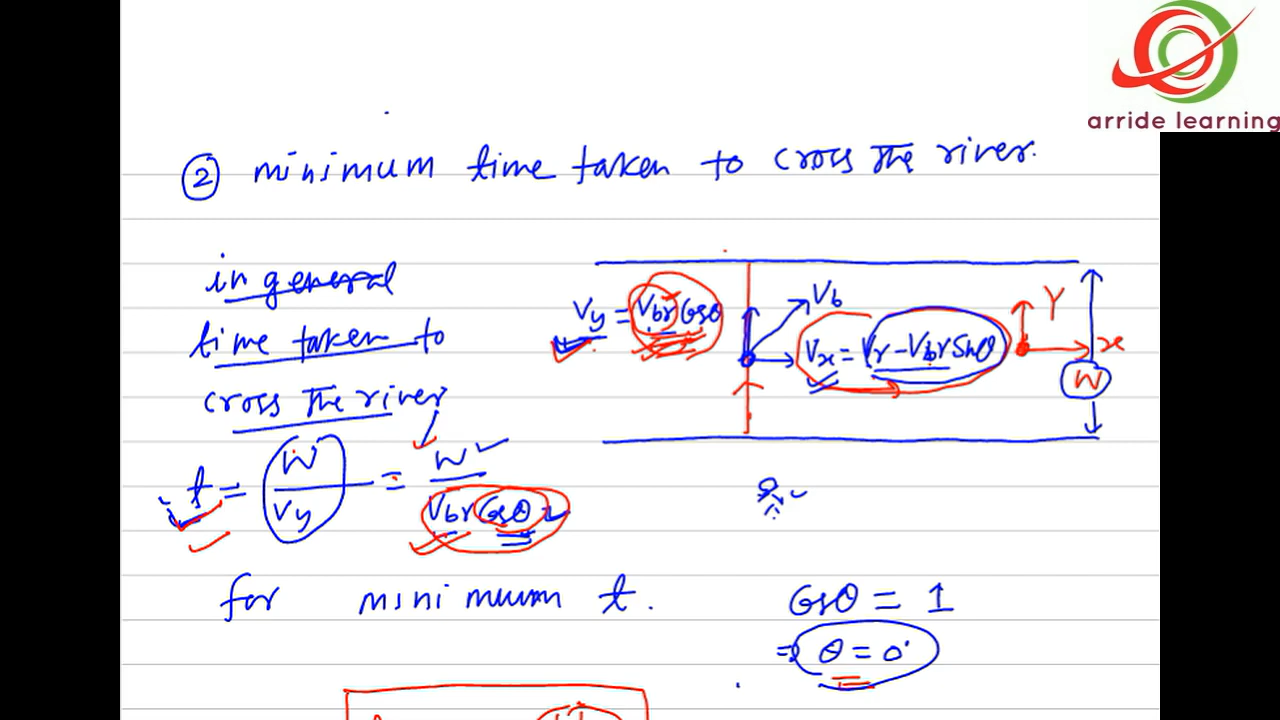 arride learning
② minimum time taken to cross the river.
in general
time taken to
cross the river
Vy = Vbr Cosθ
Vb
Vx = Vr - Vbr Sinθ
Y
x
W
t = W/Vy = W/Vbr Cosθ
for minimum t.
Cosθ = 1
⇒ θ = 0°